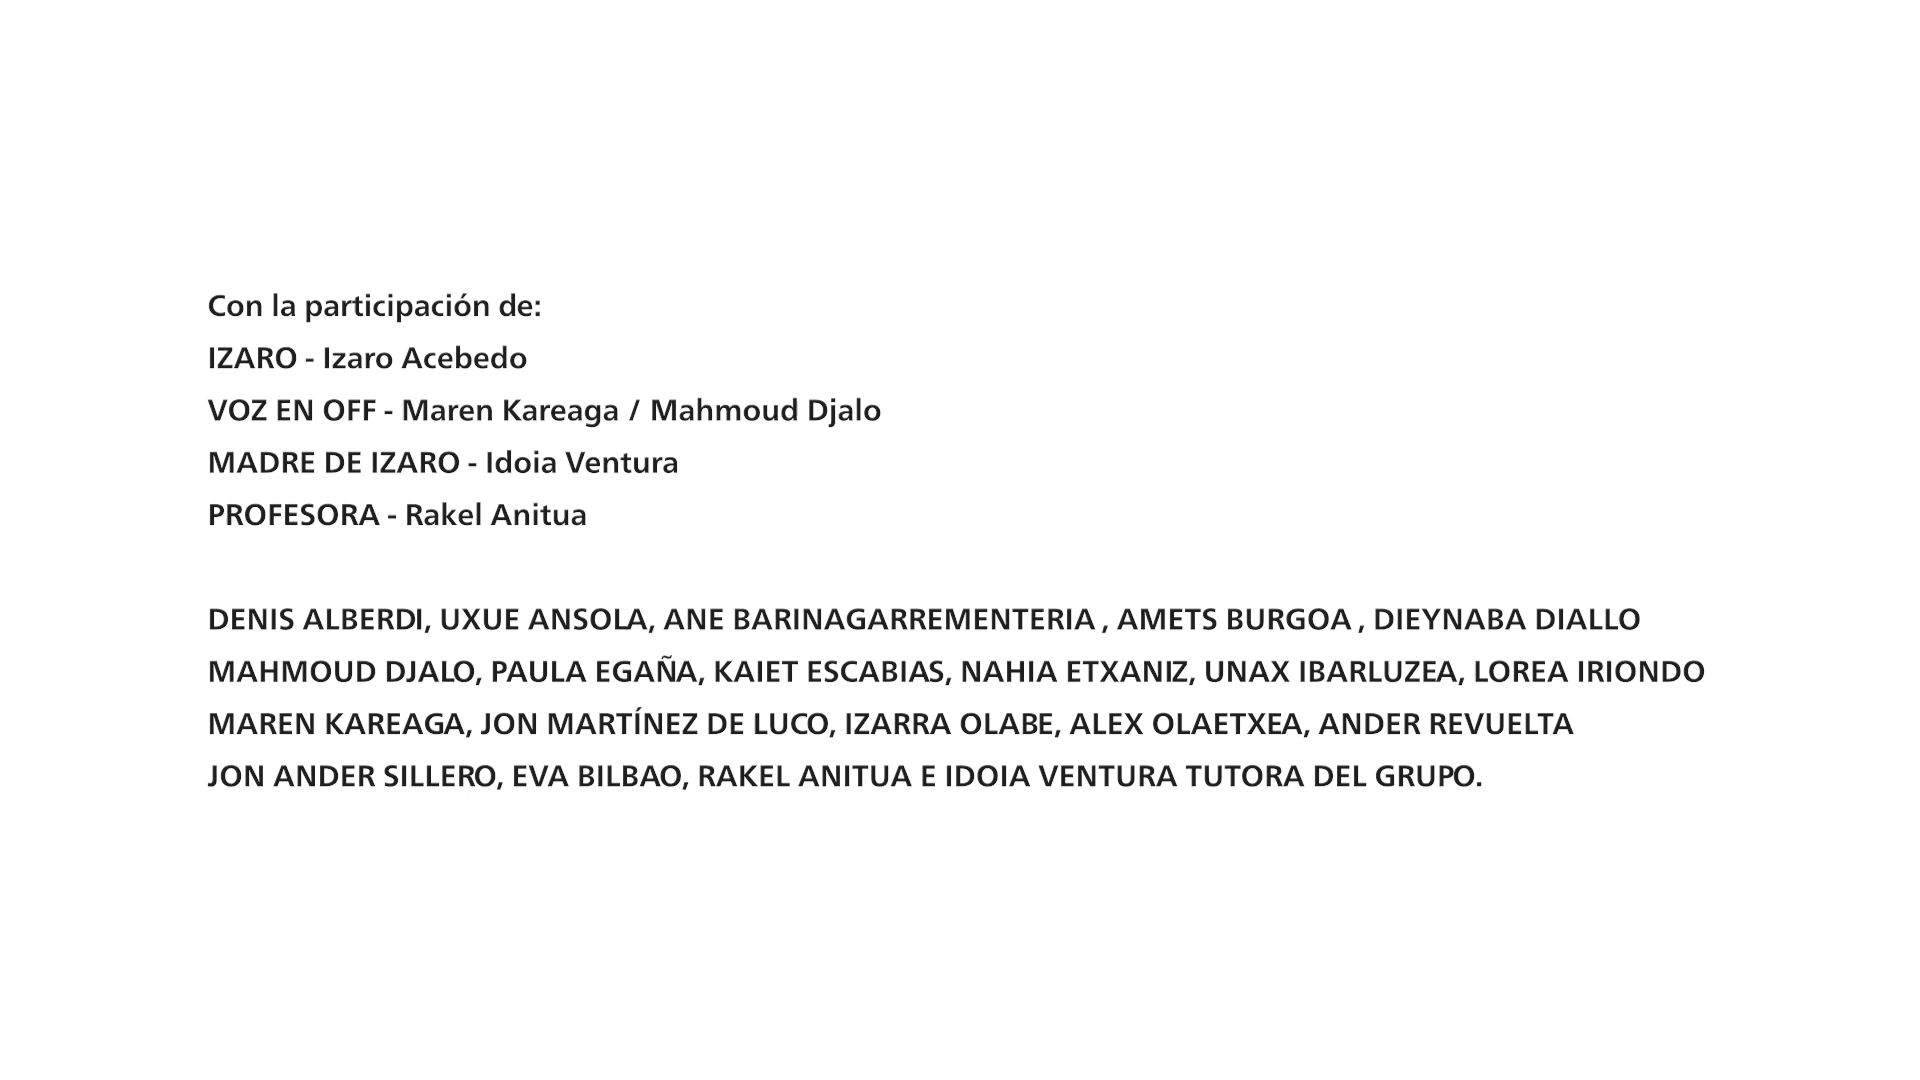 Con la participación de:
IZARO - Izaro Acebedo
VOZ EN OFF - Maren Kareaga / Mahmoud Djalo
MADRE DE IZARO - Idoia Ventura
PROFESORA - Rakel Anitua
DENIS ALBERDI, UXUE ANSOLA, ANE BARINAGARREMENTERIA , AMETS BURGOA , DIEYNABA DIALLO
MAHMOUD DJALO, PAULA EGAÑA, KAIET ESCABIAS, NAHIA ETXANIZ, UNAX IBARLUZEA, LOREA IRIONDO
MAREN KAREAGA, JON MARTÍNEZ DE LUCO, IZARRA OLABE, ALEX OLAETXEA, ANDER REVUELTA
JON ANDER SILLERO, EVA BILBAO, RAKEL ANITUA E IDOIA VENTURA TUTORA DEL GRUPO.